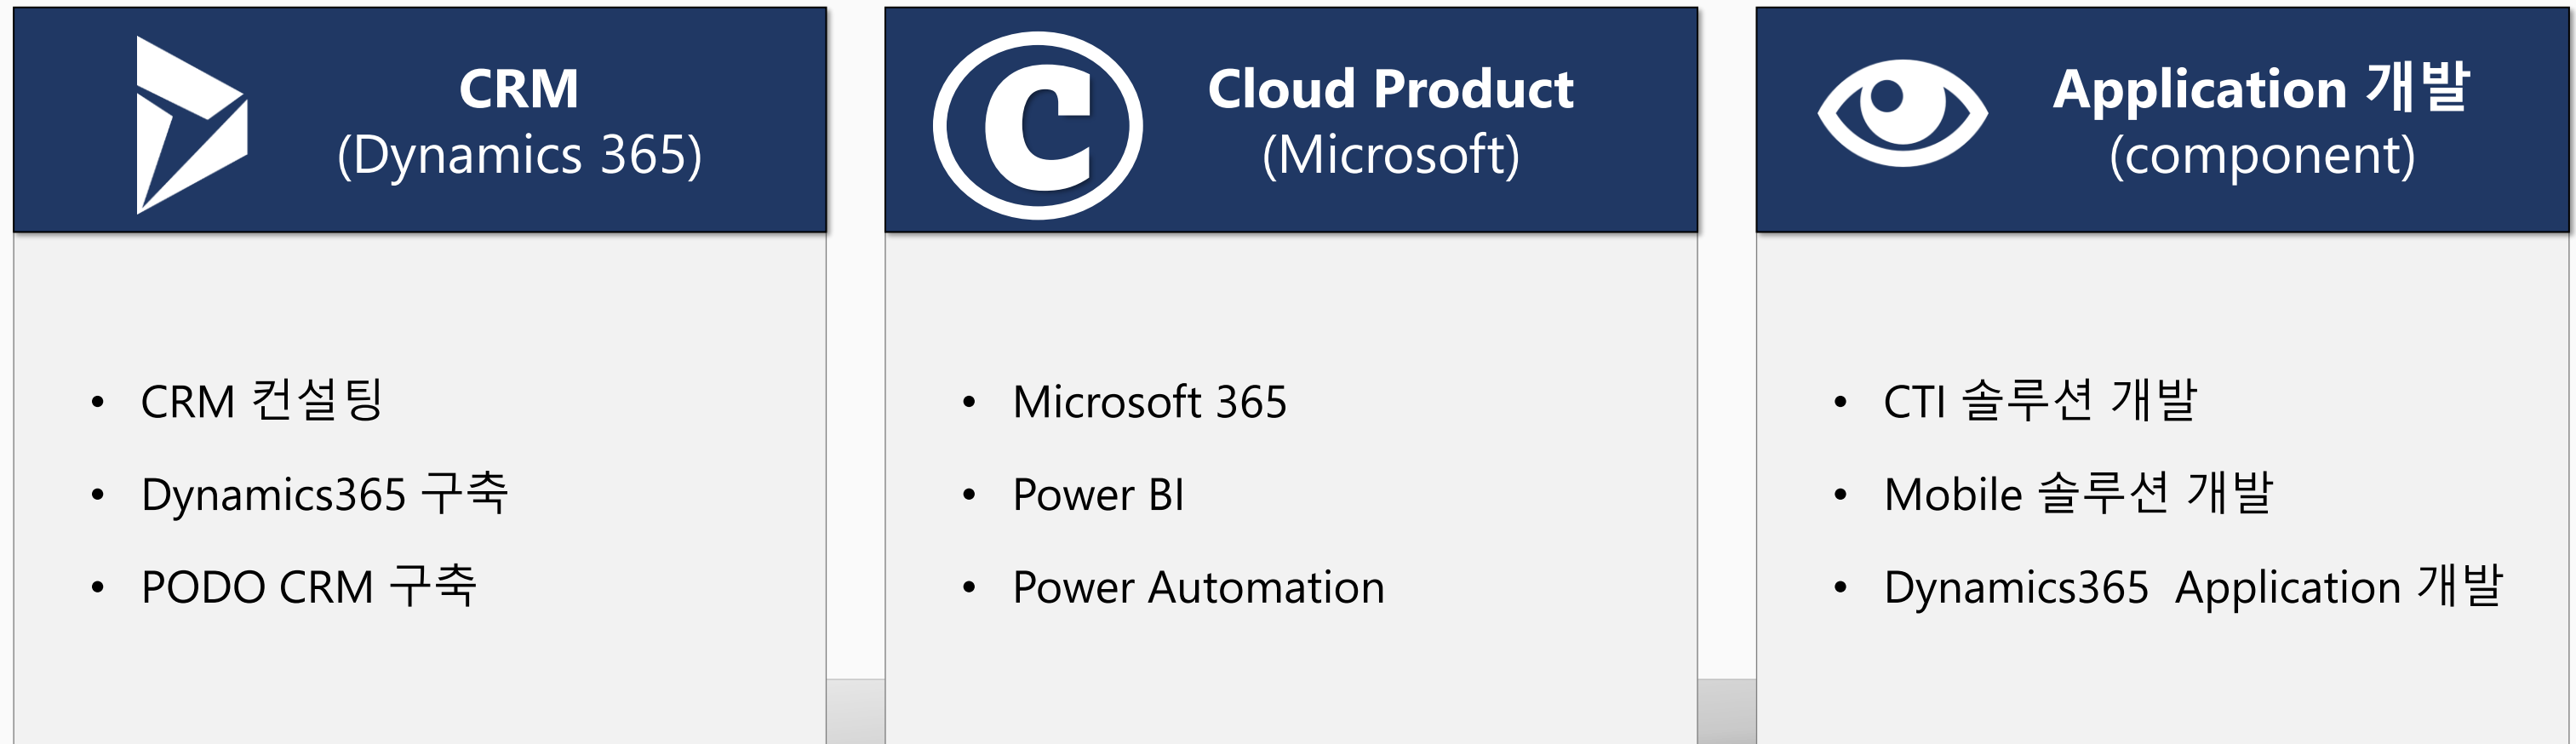 CRM
(Dynamics 365)
• CRM 컨설팅
• Dynamics365 구축
• PODO CRM 구축
C
Cloud Product
(Microsoft)
• Microsoft 365
• Power BI
• Power Automation
Application 개발
(component)
• CTI 솔루션 개발
• Mobile 솔루션 개발
• Dynamics365  Application 개발